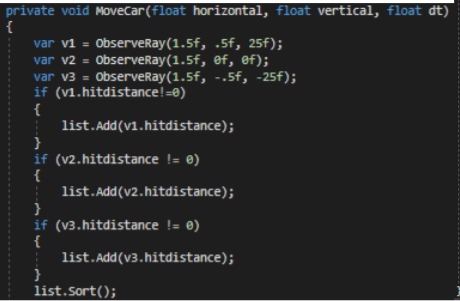 private void MoveCar(float horizontal, float vertical, float dt)
{
var v1 = ObserveRay(1.5f, .5f, 25f);
var v2 = ObserveRay(1.5f, 0f, 0f);
var v3 = ObserveRay(1.5f, -.5f, -25f);
if (v1.hitdistance!=0)
{
list.Add(v1.hitdistance);
}
if (v2.hitdistance != 0)
{
list.Add(v2.hitdistance);
}
if (v3.hitdistance != 0)
{
list.Add(v3.hitdistance);
}
list.Sort();